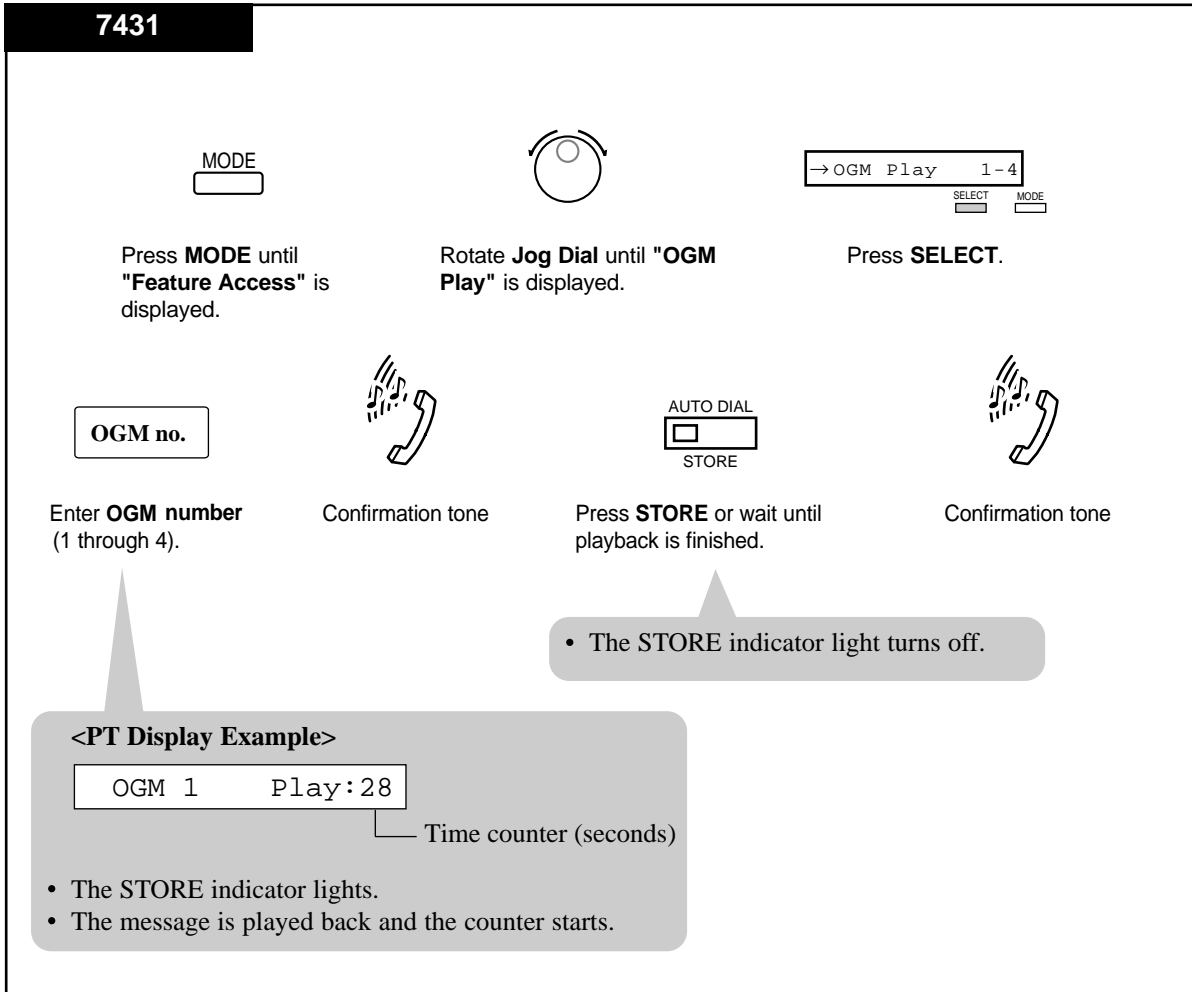 7431
MODE
→OGM Play 1-4
SELECT MODE
Press MODE until
"Feature Access" is
displayed.
Rotate Jog Dial until "OGM
Play" is displayed.
Press SELECT.
OGM no.
AUTO DIAL
STORE
Enter OGM number
(1 through 4).
Confirmation tone
Press STORE or wait until
playback is finished.
Confirmation tone
• The STORE indicator light turns off.
<PT Display Example>
OGM 1 Play:28
Time counter (seconds)
• The STORE indicator lights.
• The message is played back and the counter starts.